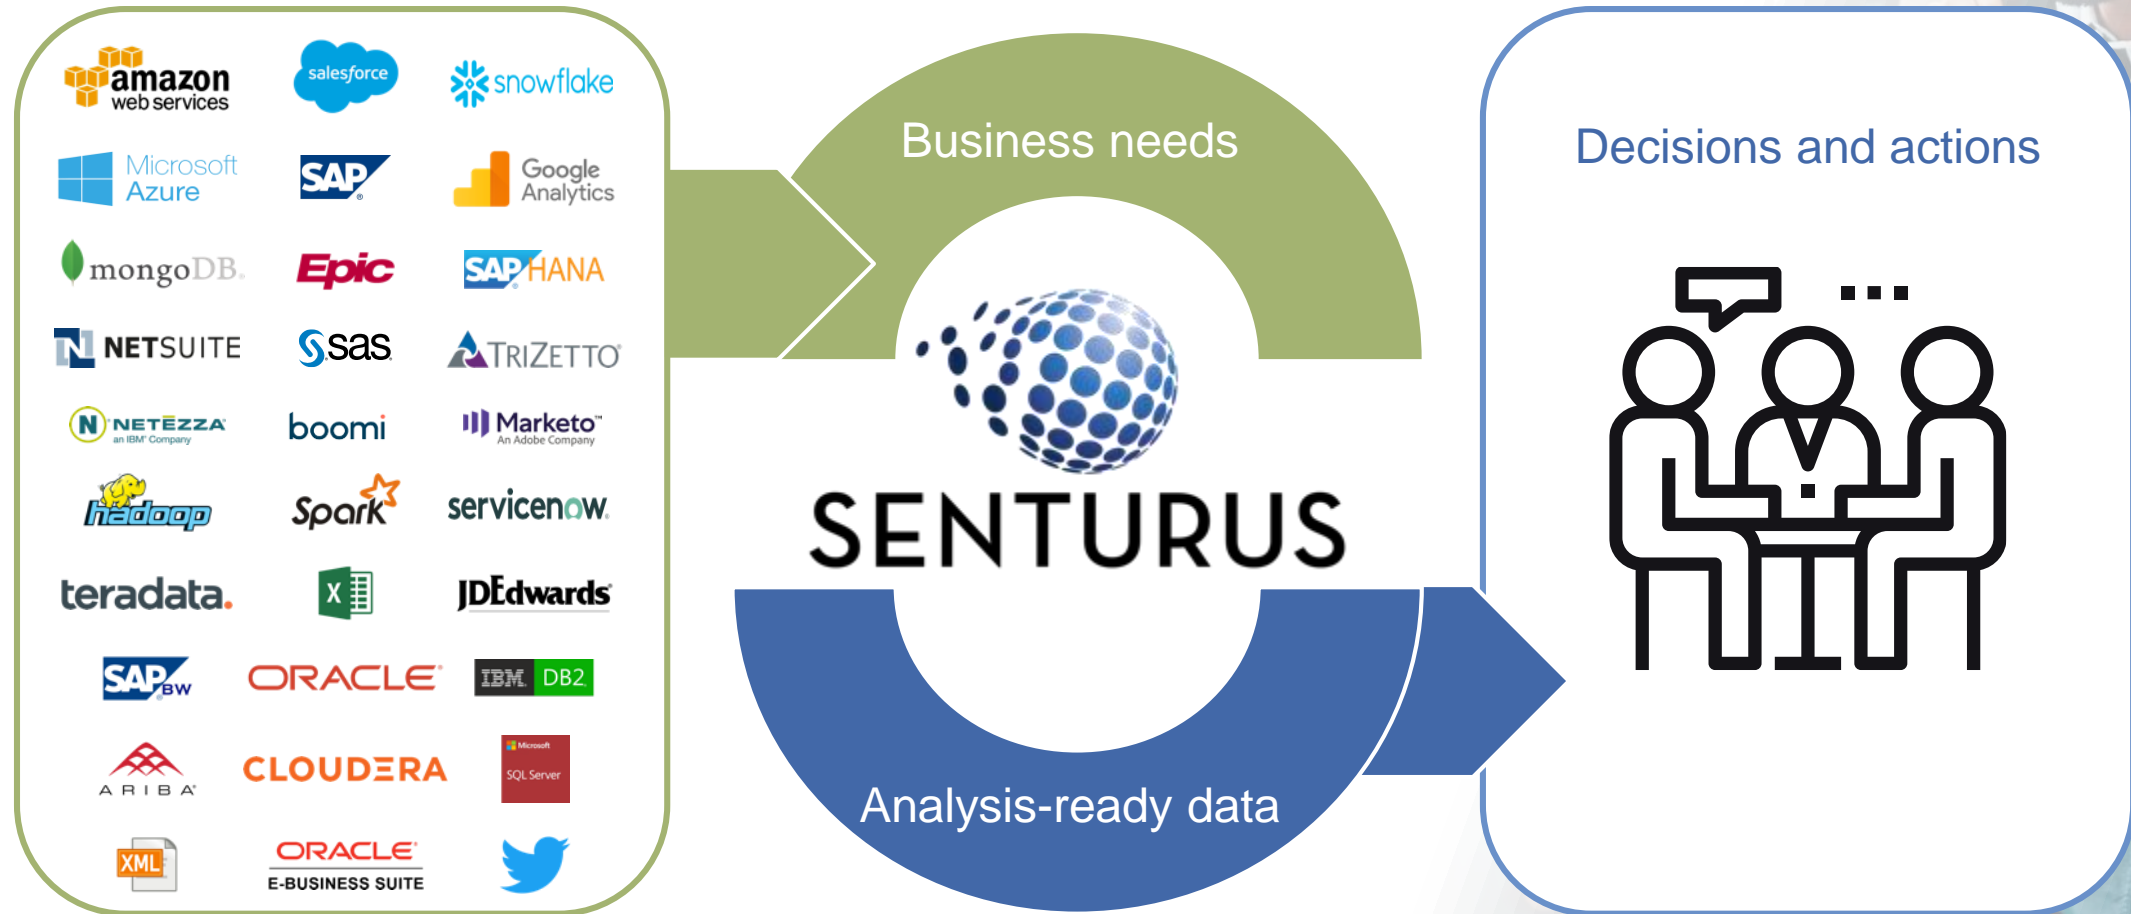 amazon
web services
salesforce
snowflake
Microsoft
Azure
SAP
®
Google
Analytics
mongoDB.
Epic
SAP HANA
®
N NETSUITE
S.sas
TRIZETTO®
N NETĒZZA®
an IBM® Company
boomi
Marketo™
An Adobe Company
hadoop
Spark
servicenow.
teradata.
X
JDEdwards®
SAP BW
®
ORACLE®
IBM. DB2.
ARIBA®
CLOUDERA
Microsoft
SQL Server
XML
ORACLE®
E-BUSINESS SUITE
Business needs
SENTURUS
Analysis-ready data
Decisions and actions